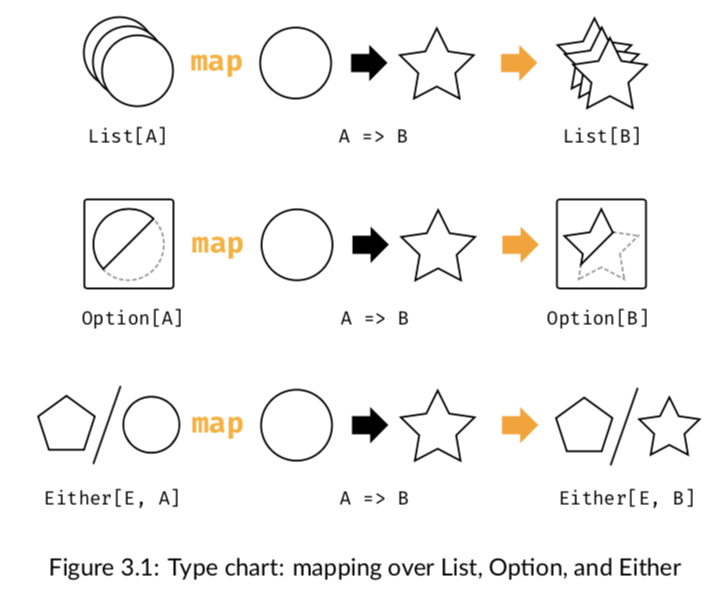 map
List[A] A => B List[B]
map
Option[A] A => B Option[B]
map
Either[E, A] A => B Either[E, B]
Figure 3.1: Type chart: mapping over List, Option, and Either